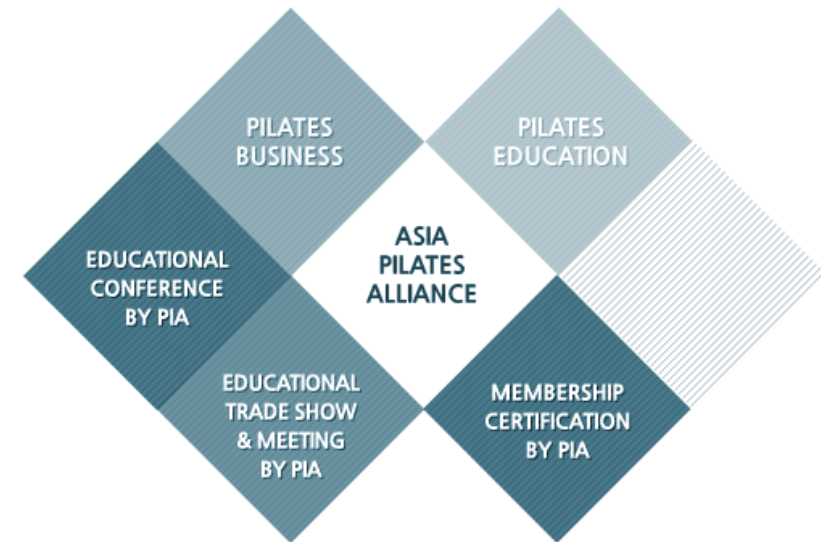 PILATES
BUSINESS
PILATES
EDUCATION
ASIA
PILATES
ALLIANCE
EDUCATIONAL
CONFERENCE
BY PIA
EDUCATIONAL
TRADE SHOW
& MEETING
BY PIA
MEMBERSHIP
CERTIFICATION
BY PIA